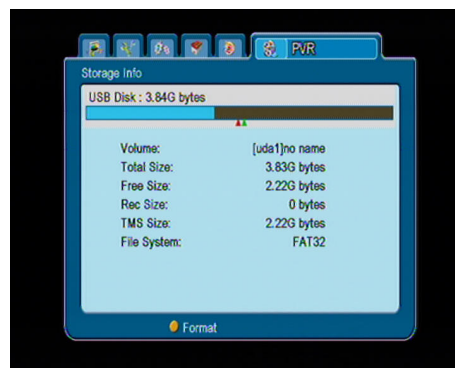 PVR
Storage Info
USB Disk : 3.84G bytes
Volume: [uda1]no name
Total Size: 3.83G bytes
Free Size: 2.22G bytes
Rec Size: 0 bytes
TMS Size: 2.22G bytes
File System: FAT32
Format